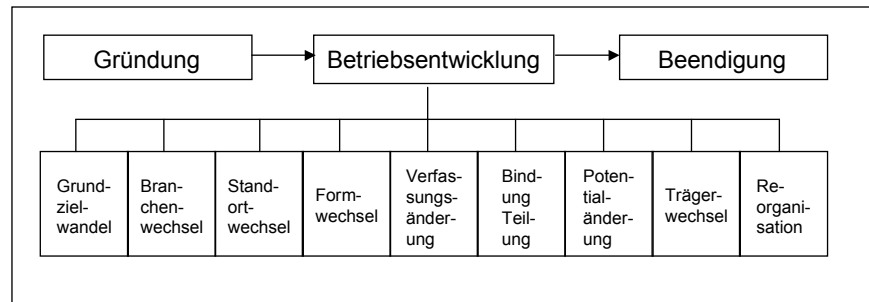 Gründung
Betriebsentwicklung
Beendigung
Grund-
ziel-
wandel
Bran-
chen-
wechsel
Stand-
ort-
wechsel
Form-
wechsel
Verfas-
sungs-
änder-
ung
Bind-
ung
Teil-
ung
Poten-
tial-
änder-
ung
Träger-
wechsel
Re-
organi-
sation